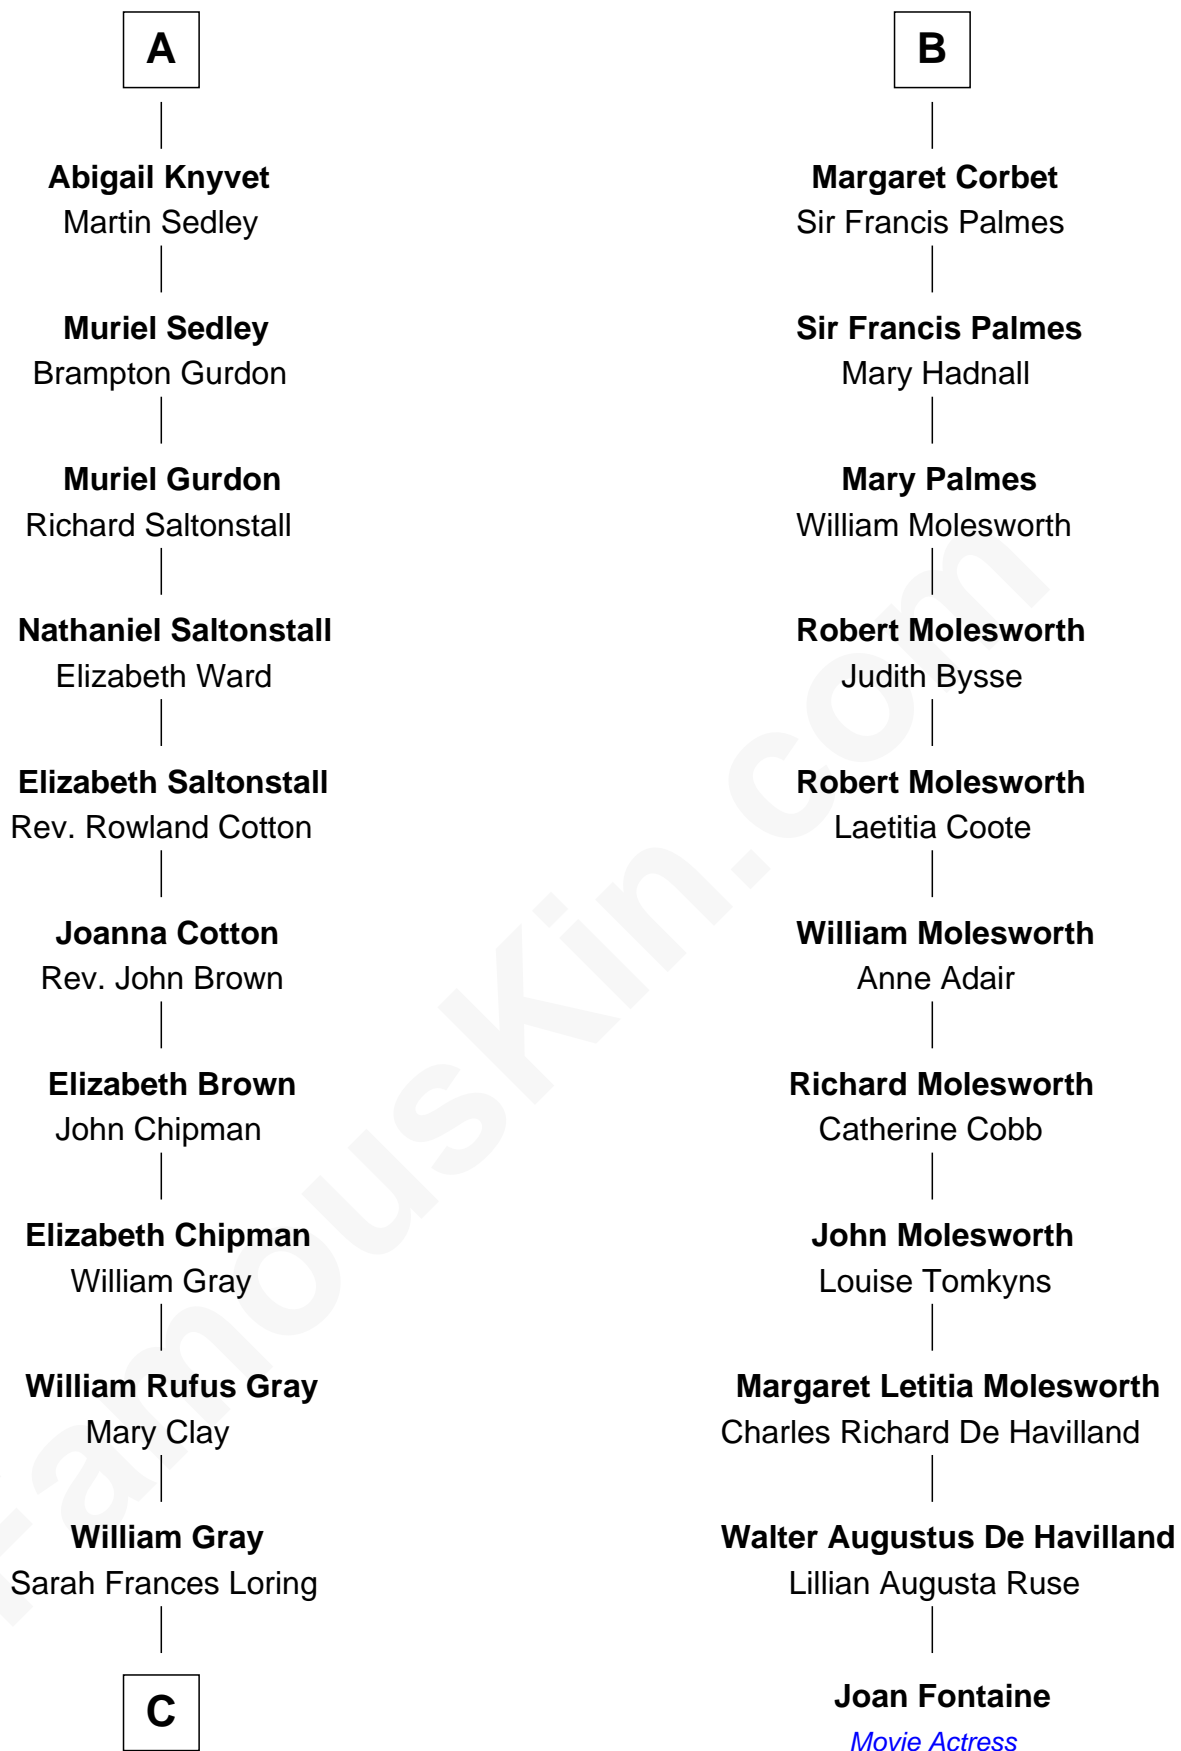 A
Abigail Knyvet
Martin Sedley
Muriel Sedley
Brampton Gurdon
Muriel Gurdon
Richard Saltonstall
Nathaniel Saltonstall
Elizabeth Ward
Elizabeth Saltonstall
Rev. Rowland Cotton
Joanna Cotton
Rev. John Brown
Elizabeth Brown
John Chipman
Elizabeth Chipman
William Gray
William Rufus Gray
Mary Clay
William Gray
Sarah Frances Loring
C
B
Margaret Corbet
Sir Francis Palmes
Sir Francis Palmes
Mary Hadnall
Mary Palmes
William Molesworth
Robert Molesworth
Judith Bysse
Robert Molesworth
Laetitia Coote
William Molesworth
Anne Adair
Richard Molesworth
Catherine Cobb
John Molesworth
Louise Tomkyns
Margaret Letitia Molesworth
Charles Richard De Havilland
Walter Augustus De Havilland
Lillian Augusta Ruse
Joan Fontaine
Movie Actress
FamousKin.com